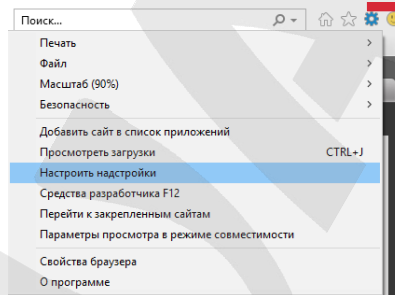 Поиск...
Печать
Файл
Масштаб (90%)
Безопасность
Добавить сайт в список приложений
Просмотреть загрузки CTRL+J
Настроить надстройки
Средства разработчика F12
Перейти к закрепленным сайтам
Параметры просмотра в режиме совместимости
Свойства браузера
О программе